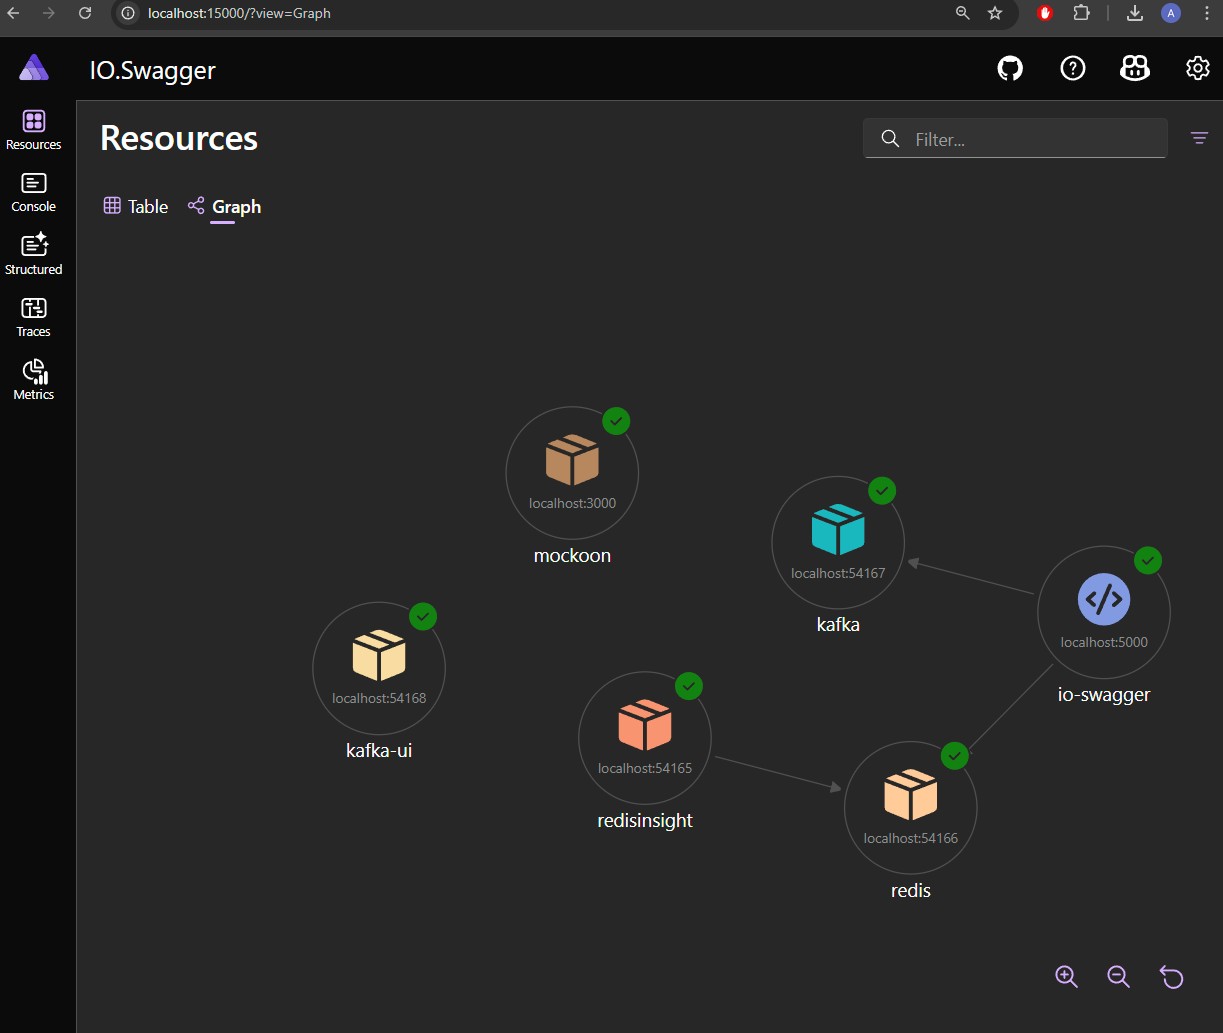 localhost:15000/?view=Graph
A
IO.Swagger
Resources
Console
Structured
Traces
Metrics
Resources
Filter...
Table
Graph
localhost:3000
mockoon
localhost:54167
kafka
localhost:5000
io-swagger
localhost:54168
kafka-ui
localhost:54165
redisinsight
localhost:54166
redis